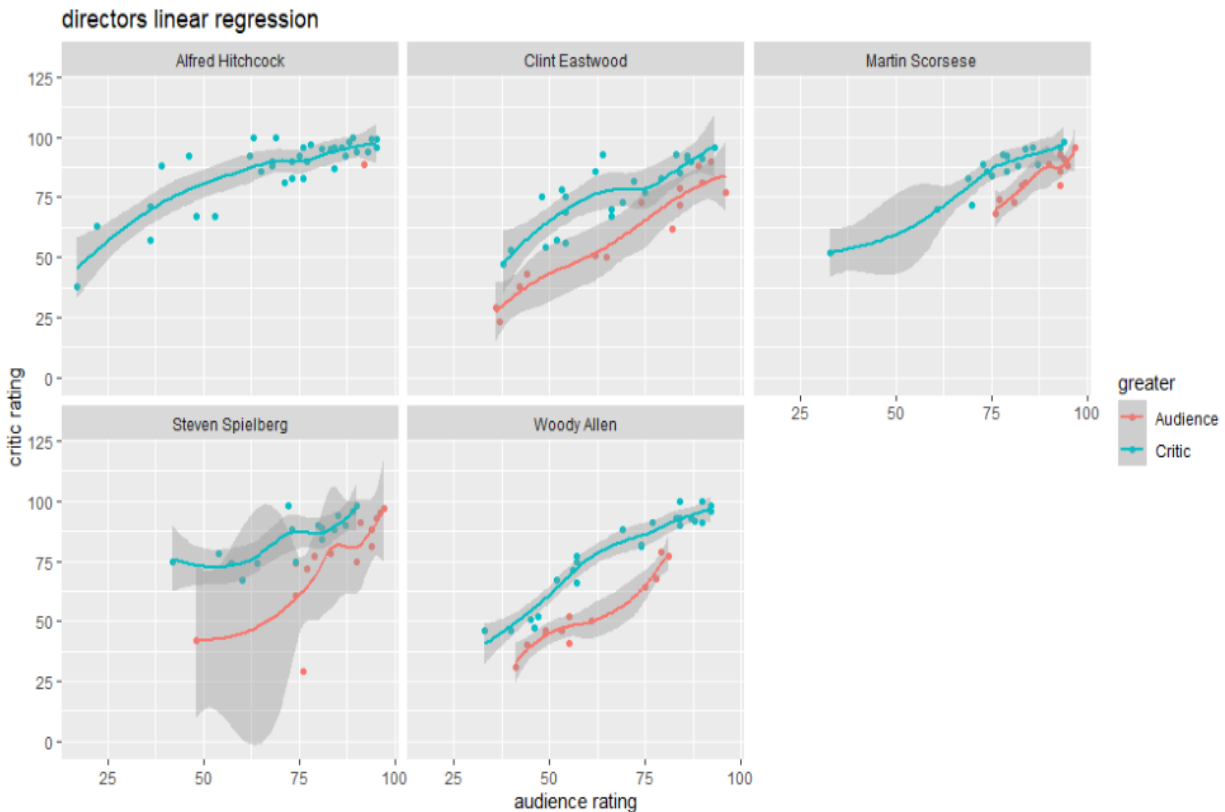 directors linear regression
Alfred Hitchcock
Clint Eastwood
Martin Scorsese
125
100
75
50
25
0
25
50
75
100
Steven Spielberg
Woody Allen
125
100
75
50
25
0
25
50
75
100
25
50
75
100
audience rating
critic rating
greater
Audience
Critic